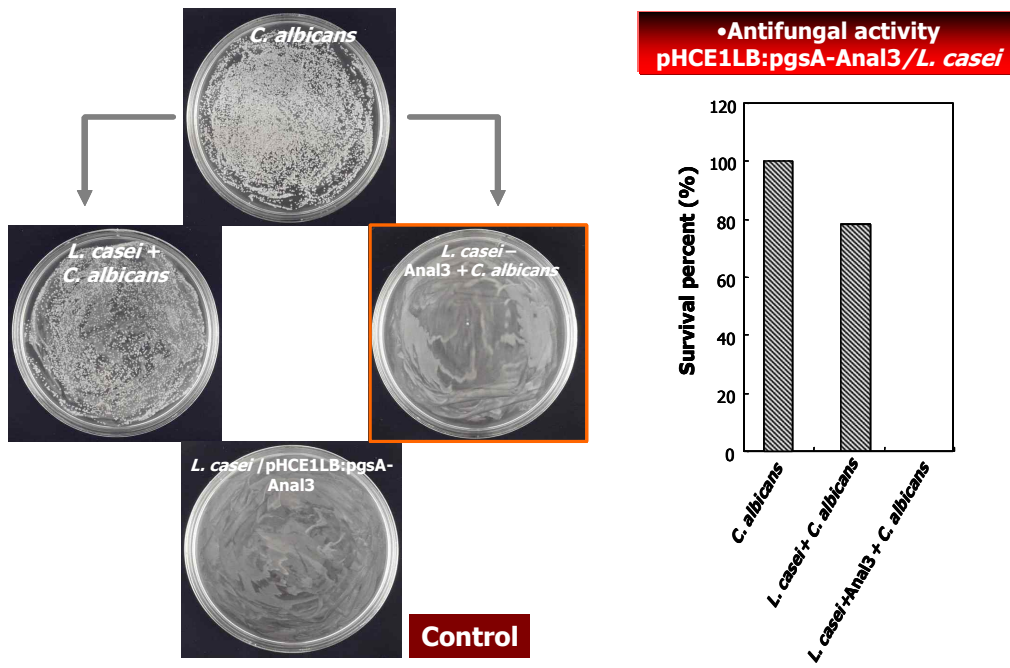 C. albicans
L. casei +
C. albicans
L. casei –
Anal3 + C. albicans
L. casei /pHCE1LB:pgsA-
Anal3
Control
•Antifungal activity
pHCE1LB:pgsA-Anal3/L. casei
Survival percent (%)
120
100
80
60
40
20
0
C. albicans
L. casei + C. albicans
L. casei +Anal3 + C. albicans